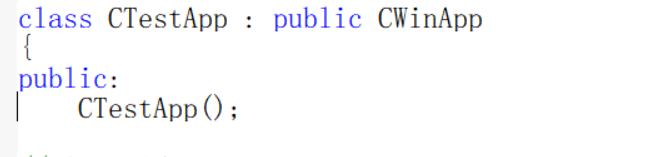 class CTestApp : public CWinApp
{
public:
    CTestApp();